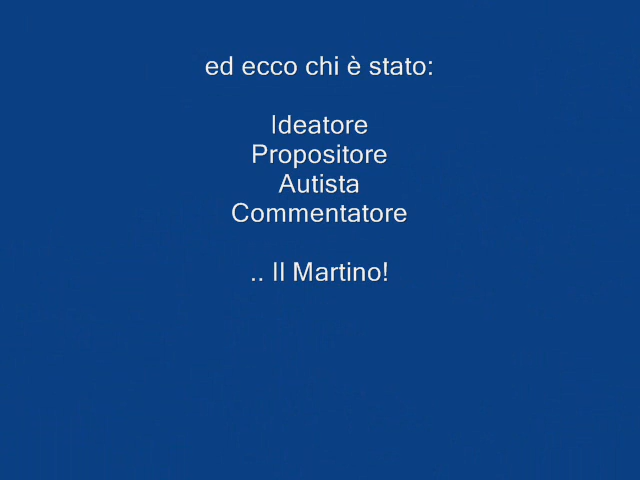 ed ecco chi è stato:
Ideatore
Propositore
Autista
Commentatore
.. Il Martino!